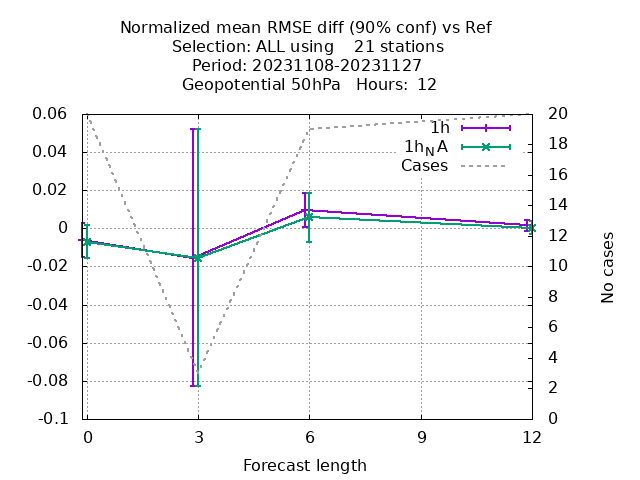 Normalized mean RMSE diff (90% conf) vs Ref
Selection: ALL using    21 stations
Period: 20231108-20231127
Geopotential 50hPa   Hours:  12
1h
1h_NA
Cases
0.06
0.04
0.02
0
-0.02
-0.04
-0.06
-0.08
-0.1
20
18
16
14
12
10
8
6
4
2
0
No cases
0 3 6 9 12
Forecast length